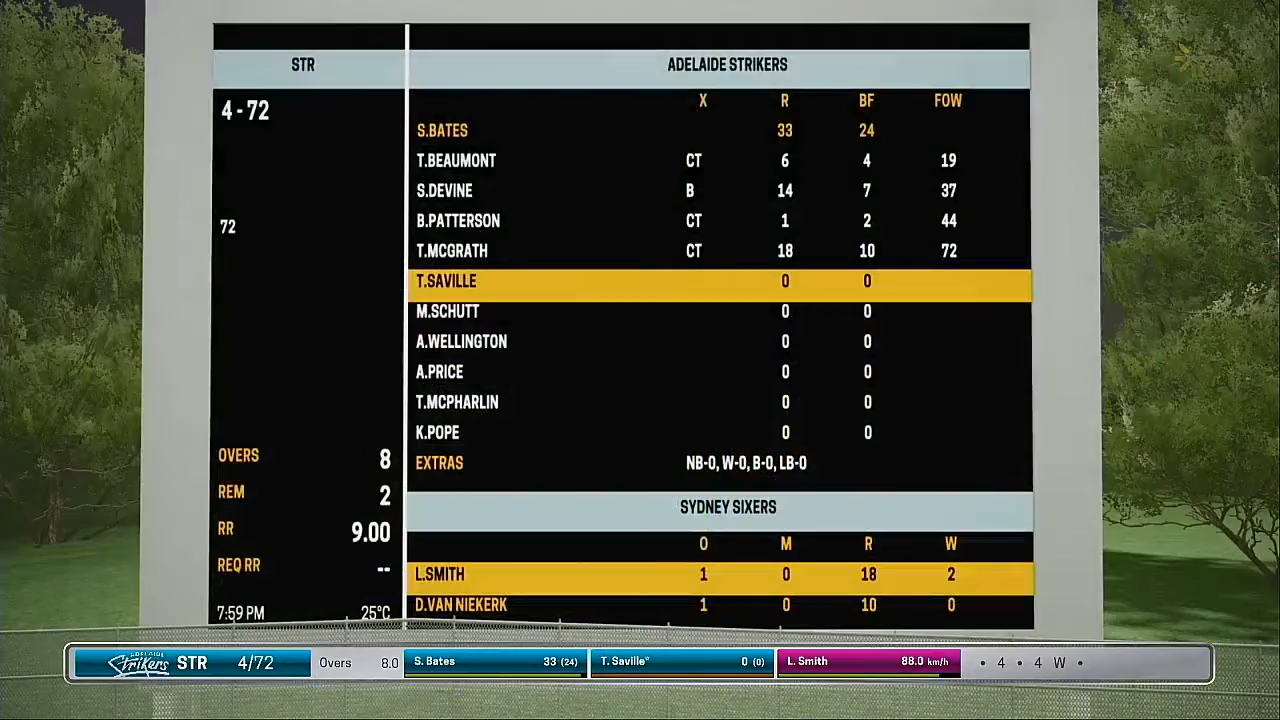 STR
ADELAIDE STRIKERS
4-72
X R BF FOW
S.BATES 33 24
T.BEAUMONT CT 6 4 19
S.DEVINE B 14 7 37
B.PATTERSON CT 1 2 44
72
T.MCGRATH CT 18 10 72
T.SAVILLE 0 0
M.SCHUTT 0 0
A.WELLINGTON 0 0
A.PRICE 0 0
T.MCPHARLIN 0 0
K.POPE 0 0
OVERS 8
EXTRAS NB-0, W-0, B-0, LB-0
REM 2
SYDNEY SIXERS
RR 9.00
O M R W
REQ RR --
L.SMITH 1 0 18 2
D.VAN NIEKERK 1 0 10 0
7:59 PM 25°C
ADELAIDE Strikers STR 4/72 Overs 8.0 S. Bates 33 (24) T. Saville* 0 (0) L. Smith 88.0 km/h • 4 • 4 W •